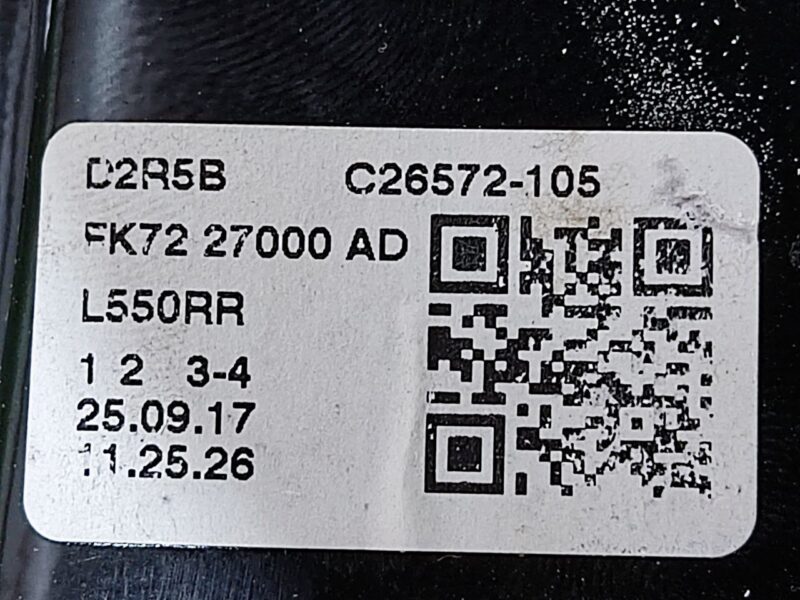 D2R5B C26572-105
FK72 27000 AD
L550RR
1 2 3-4
25.09.17
11.25.26